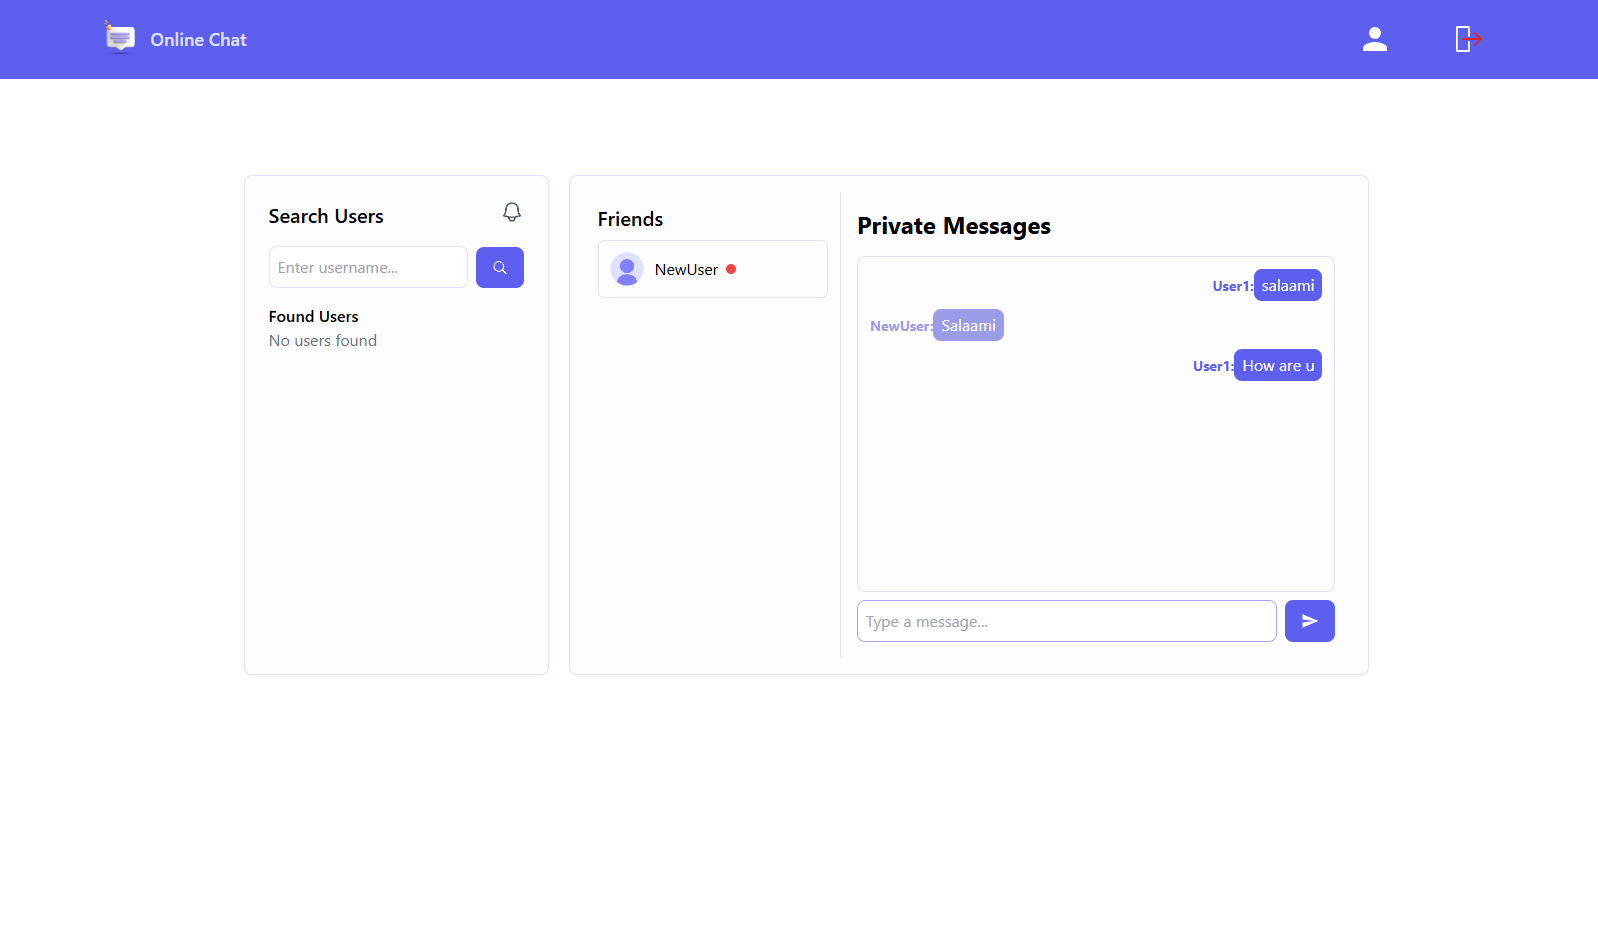 Online Chat
Search Users
Enter username...
Found Users
No users found
Friends
NewUser
Private Messages
User1: salaami
NewUser: Salaami
User1: How are u
Type a message...